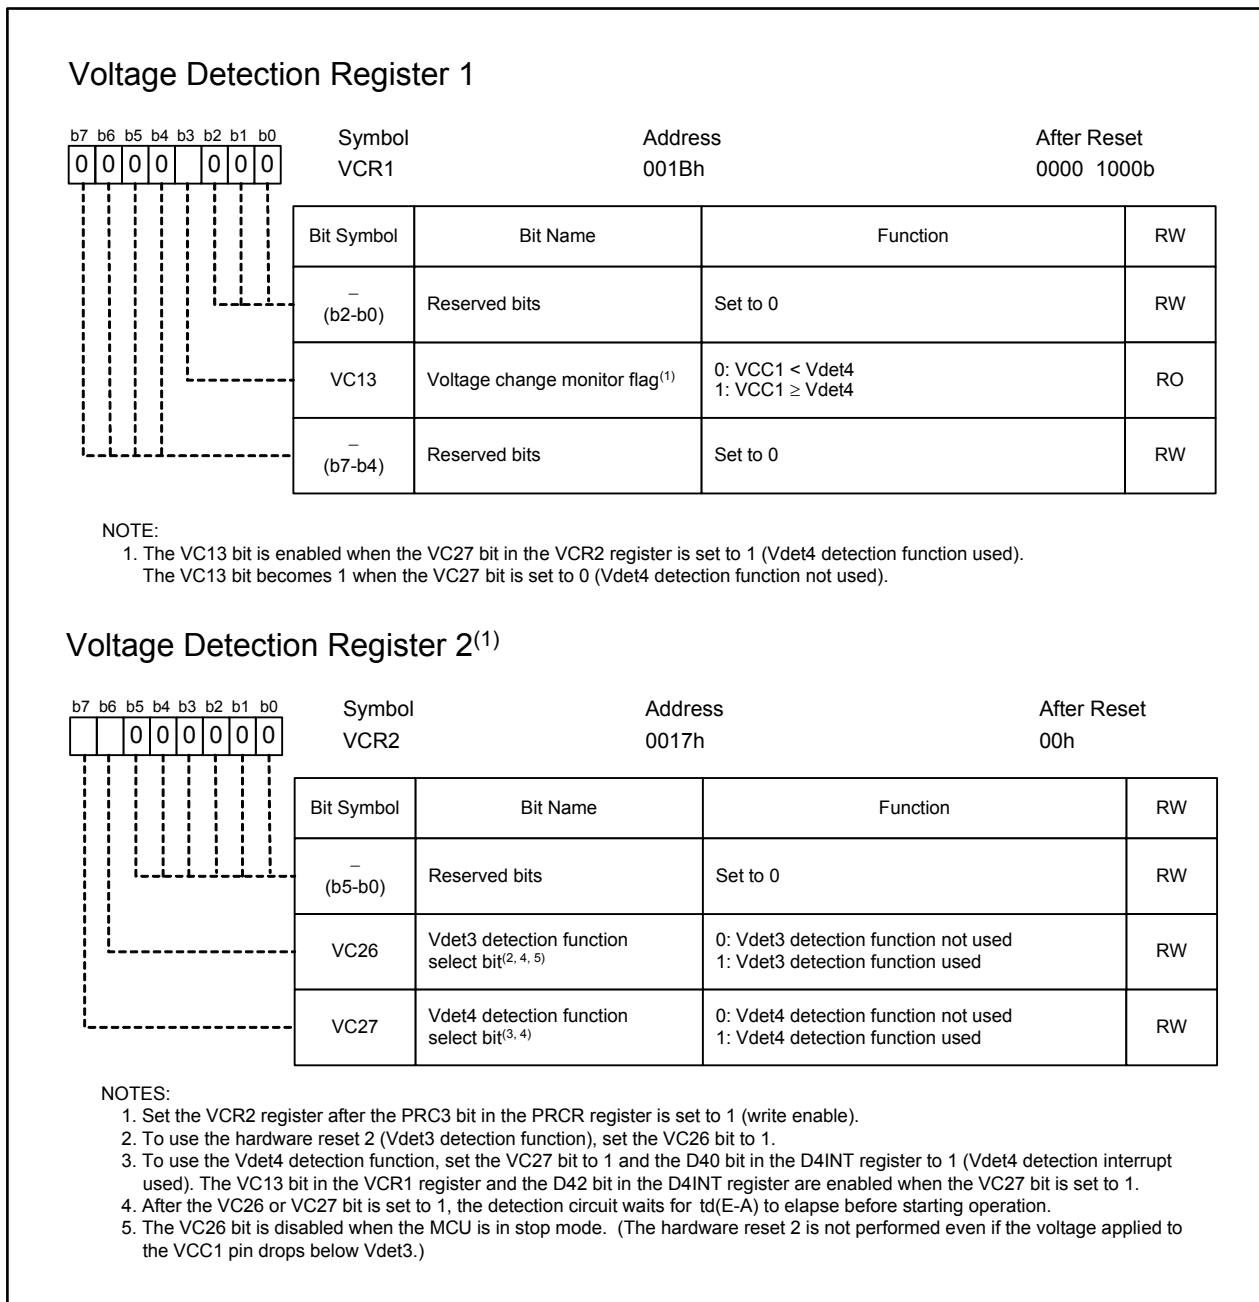 Voltage Detection Register 1
b7 b6 b5 b4 b3 b2 b1 b0 Symbol Address After Reset
0 0 0 0 0 0 0 VCR1 001Bh 0000 1000b
Bit Symbol Bit Name Function RW
– (b2-b0) Reserved bits Set to 0 RW
VC13 Voltage change monitor flag(1) 0: VCC1 < Vdet4
1: VCC1 ≥ Vdet4 RO
– (b7-b4) Reserved bits Set to 0 RW
NOTE:
1. The VC13 bit is enabled when the VC27 bit in the VCR2 register is set to 1 (Vdet4 detection function used).
The VC13 bit becomes 1 when the VC27 bit is set to 0 (Vdet4 detection function not used).
Voltage Detection Register 2(1)
b7 b6 b5 b4 b3 b2 b1 b0 Symbol Address After Reset
0 0 0 0 0 0 VCR2 0017h 00h
Bit Symbol Bit Name Function RW
– (b5-b0) Reserved bits Set to 0 RW
VC26 Vdet3 detection function
select bit(2, 4, 5) 0: Vdet3 detection function not used
1: Vdet3 detection function used RW
VC27 Vdet4 detection function
select bit(3, 4) 0: Vdet4 detection function not used
1: Vdet4 detection function used RW
NOTES:
1. Set the VCR2 register after the PRC3 bit in the PRCR register is set to 1 (write enable).
2. To use the hardware reset 2 (Vdet3 detection function), set the VC26 bit to 1.
3. To use the Vdet4 detection function, set the VC27 bit to 1 and the D40 bit in the D4INT register to 1 (Vdet4 detection interrupt
used). The VC13 bit in the VCR1 register and the D42 bit in the D4INT register are enabled when the VC27 bit is set to 1.
4. After the VC26 or VC27 bit is set to 1, the detection circuit waits for td(E-A) to elapse before starting operation.
5. The VC26 bit is disabled when the MCU is in stop mode. (The hardware reset 2 is not performed even if the voltage applied to
the VCC1 pin drops below Vdet3.)